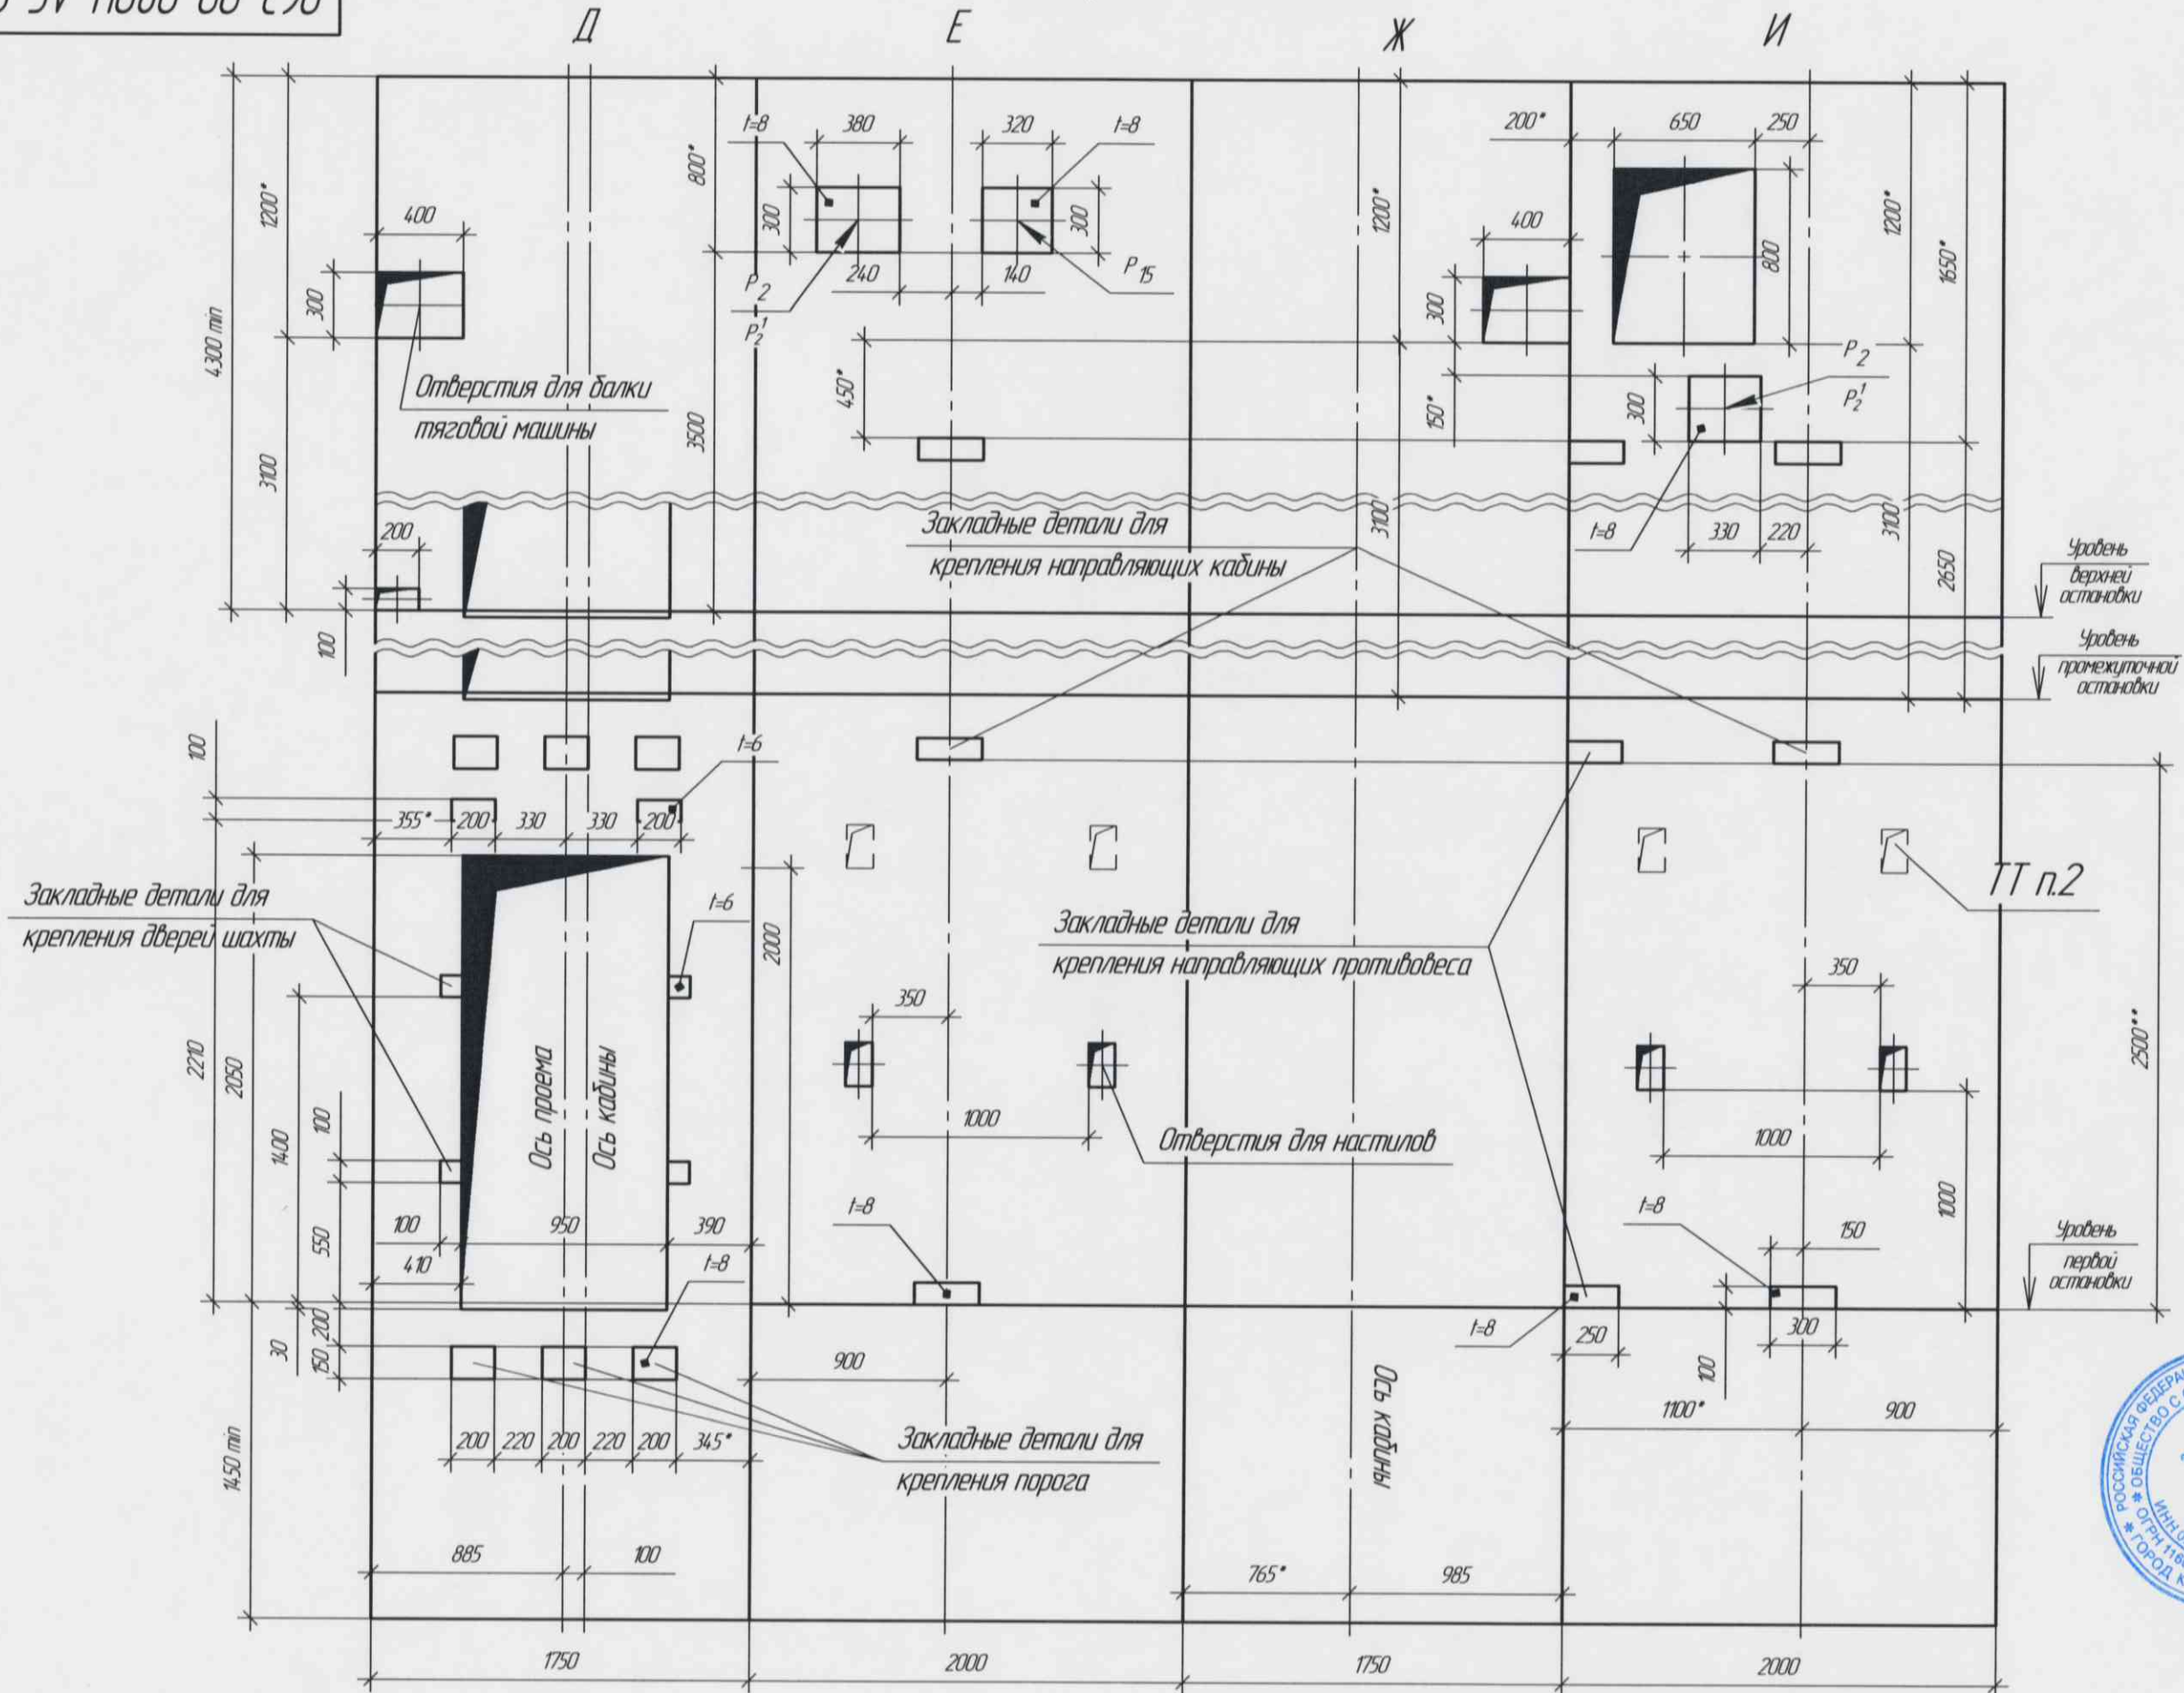 Д Е Ж И
t=8 380 320 t=8 200* 650 250
4300 min 1200* 800* 1200* 1200* 1650*
400 300 300 400 800
300 240 140 300
P2 P15
P2¹
P2
P2¹
450* 150* 300
Отверстия для балки
тяговой машины
3100 3500 3100 3100 2650
200 100
Закладные детали для
крепления направляющих кабины
t=8 330 220
Уровень
верхней
остановки
Уровень
промежуточной
остановки
100 t=6
355* 200 330 330 200
Закладные детали для
крепления дверей шахты
t=6 2000
ТТ п.2
Закладные детали для
крепления направляющих противовеса
350 350
2210 2050 1400 100 550 2500**
Ось проема
Ось кабины
1000 1000 1000
Отверстия для настилов
100 950 390 t=8 t=8 150
410 t=8
Уровень
первой
остановки
30 200 150 900 t=8 250 100 300
1100* 900
200 220 200 220 200 345*
Закладные детали для
крепления порога
Ось кабины
1450 min
885 100 765* 985
1750 2000 1750 2000